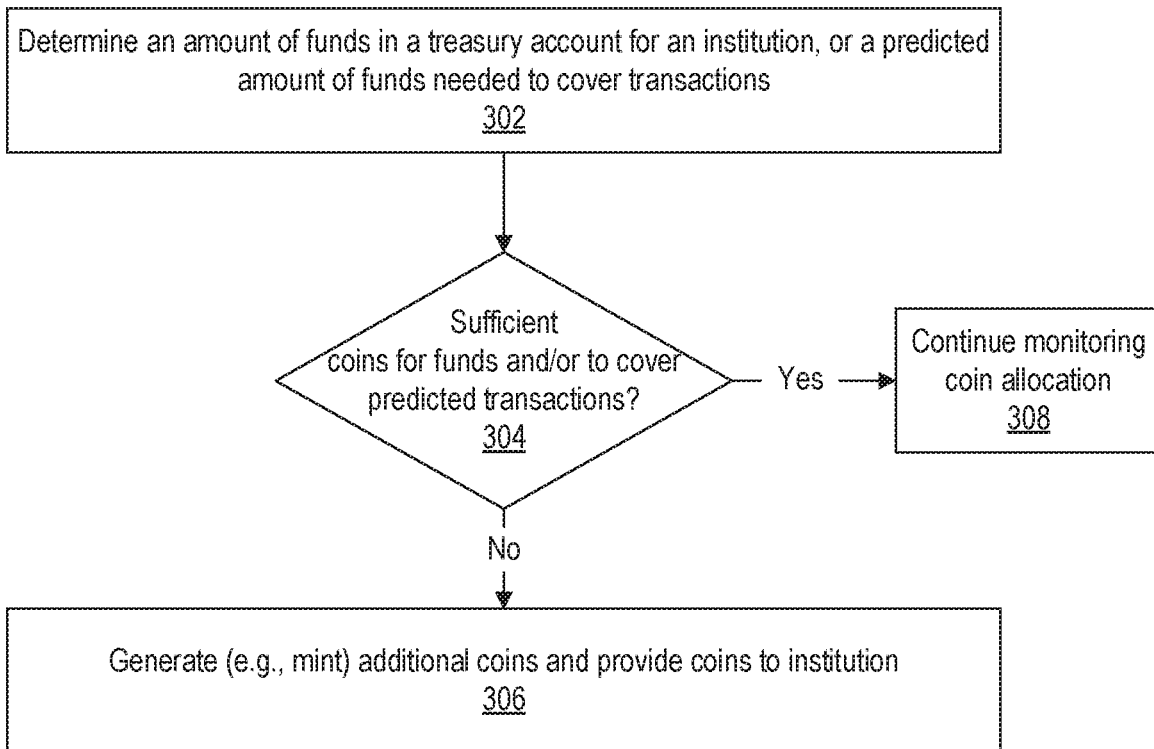 Determine an amount of funds in a treasury account for an institution, or a predicted
amount of funds needed to cover transactions
302
Sufficient
coins for funds and/or to cover
predicted transactions?
304
Yes
Continue monitoring
coin allocation
308
No
Generate (e.g., mint) additional coins and provide coins to institution
306